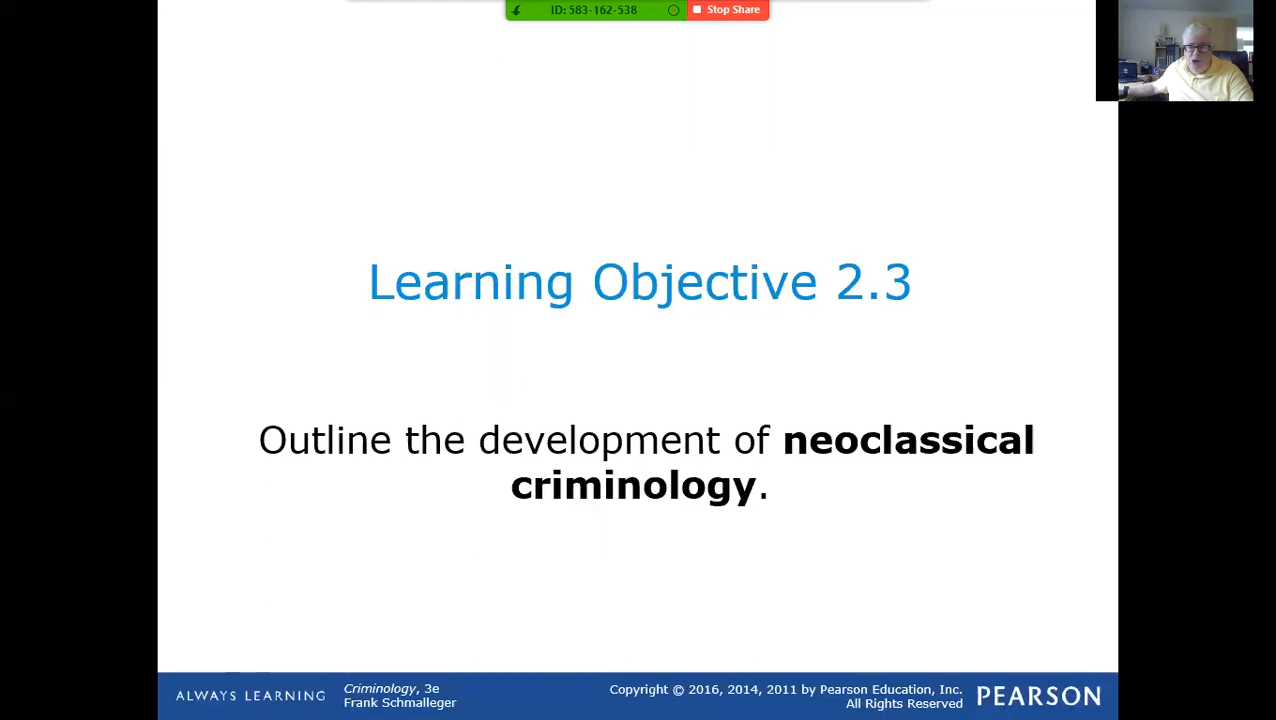 ID: 583-162-538 Stop Share
Learning Objective 2.3
Outline the development of neoclassical
criminology.
ALWAYS LEARNING
Criminology, 3e
Frank Schmalleger
Copyright © 2016, 2014, 2011 by Pearson Education, Inc.
All Rights Reserved
PEARSON